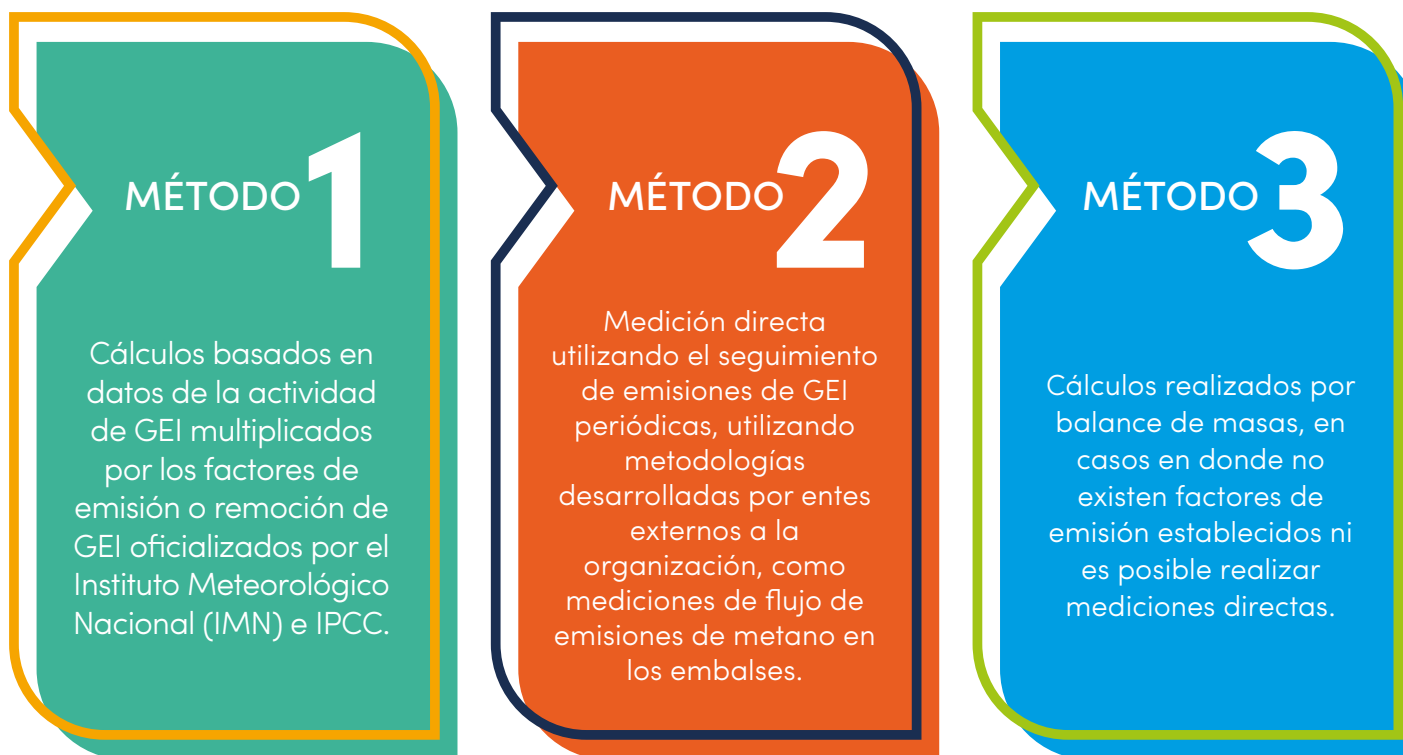 MÉTODO 1
Cálculos basados en
datos de la actividad
de GEI multiplicados
por los factores de
emisión o remoción de
GEI oficializados por el
Instituto Meteorológico
Nacional (IMN) e IPCC.
MÉTODO 2
Medición directa
utilizando el seguimiento
de emisiones de GEI
periódicas, utilizando
metodologías
desarrolladas por entes
externos a la
organización, como
mediciones de flujo de
emisiones de metano en
los embalses.
MÉTODO 3
Cálculos realizados por
balance de masas, en
casos en donde no
existen factores de
emisión establecidos ni
es posible realizar
mediciones directas.